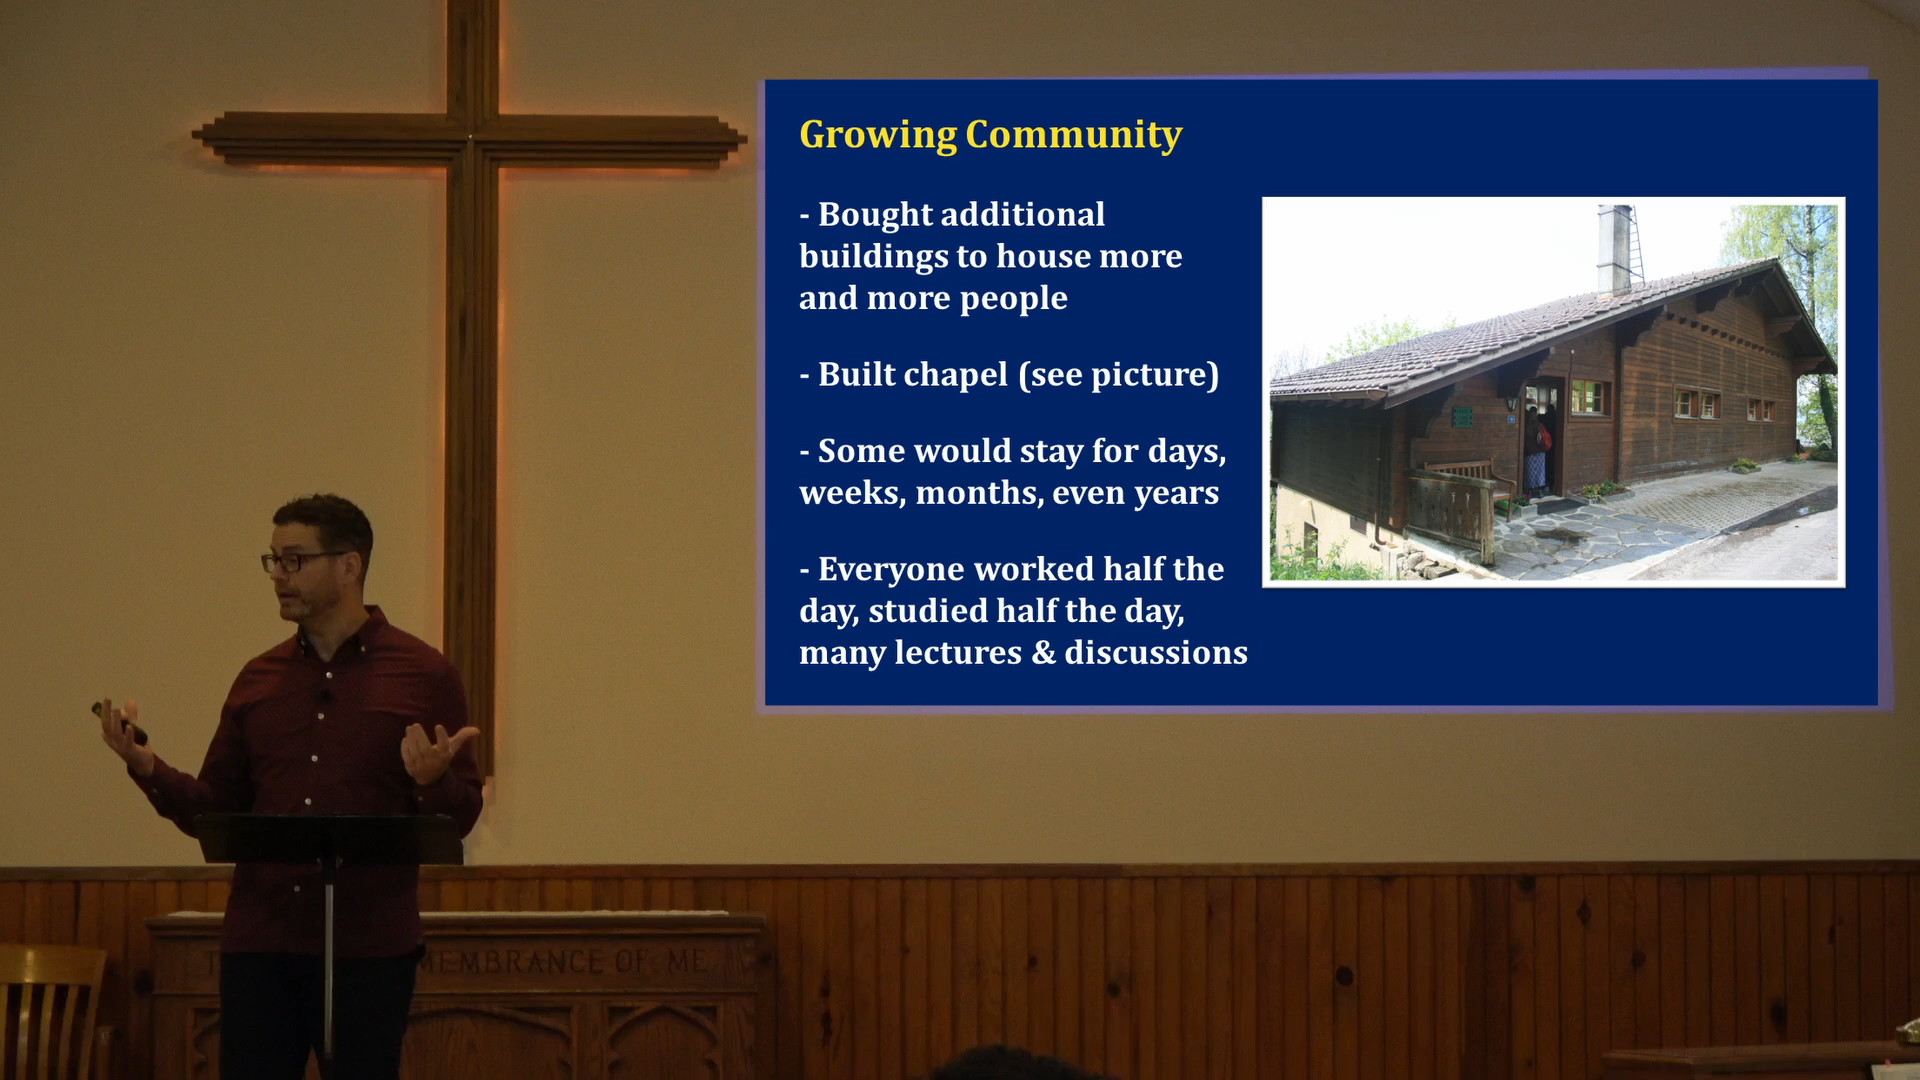 Growing Community
- Bought additional
buildings to house more
and more people
- Built chapel (see picture)
- Some would stay for days,
weeks, months, even years
- Everyone worked half the
day, studied half the day,
many lectures & discussions
MEMBRANCE OF ME